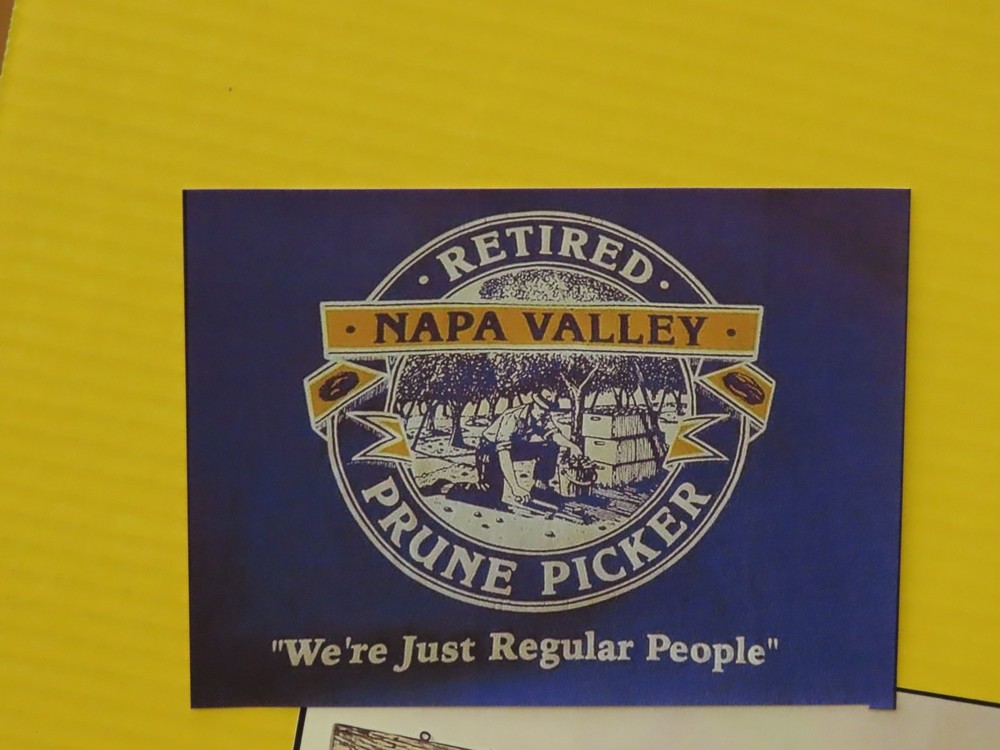 · RETIRED ·
· NAPA VALLEY ·
PRUNE PICKER
"We're Just Regular People"